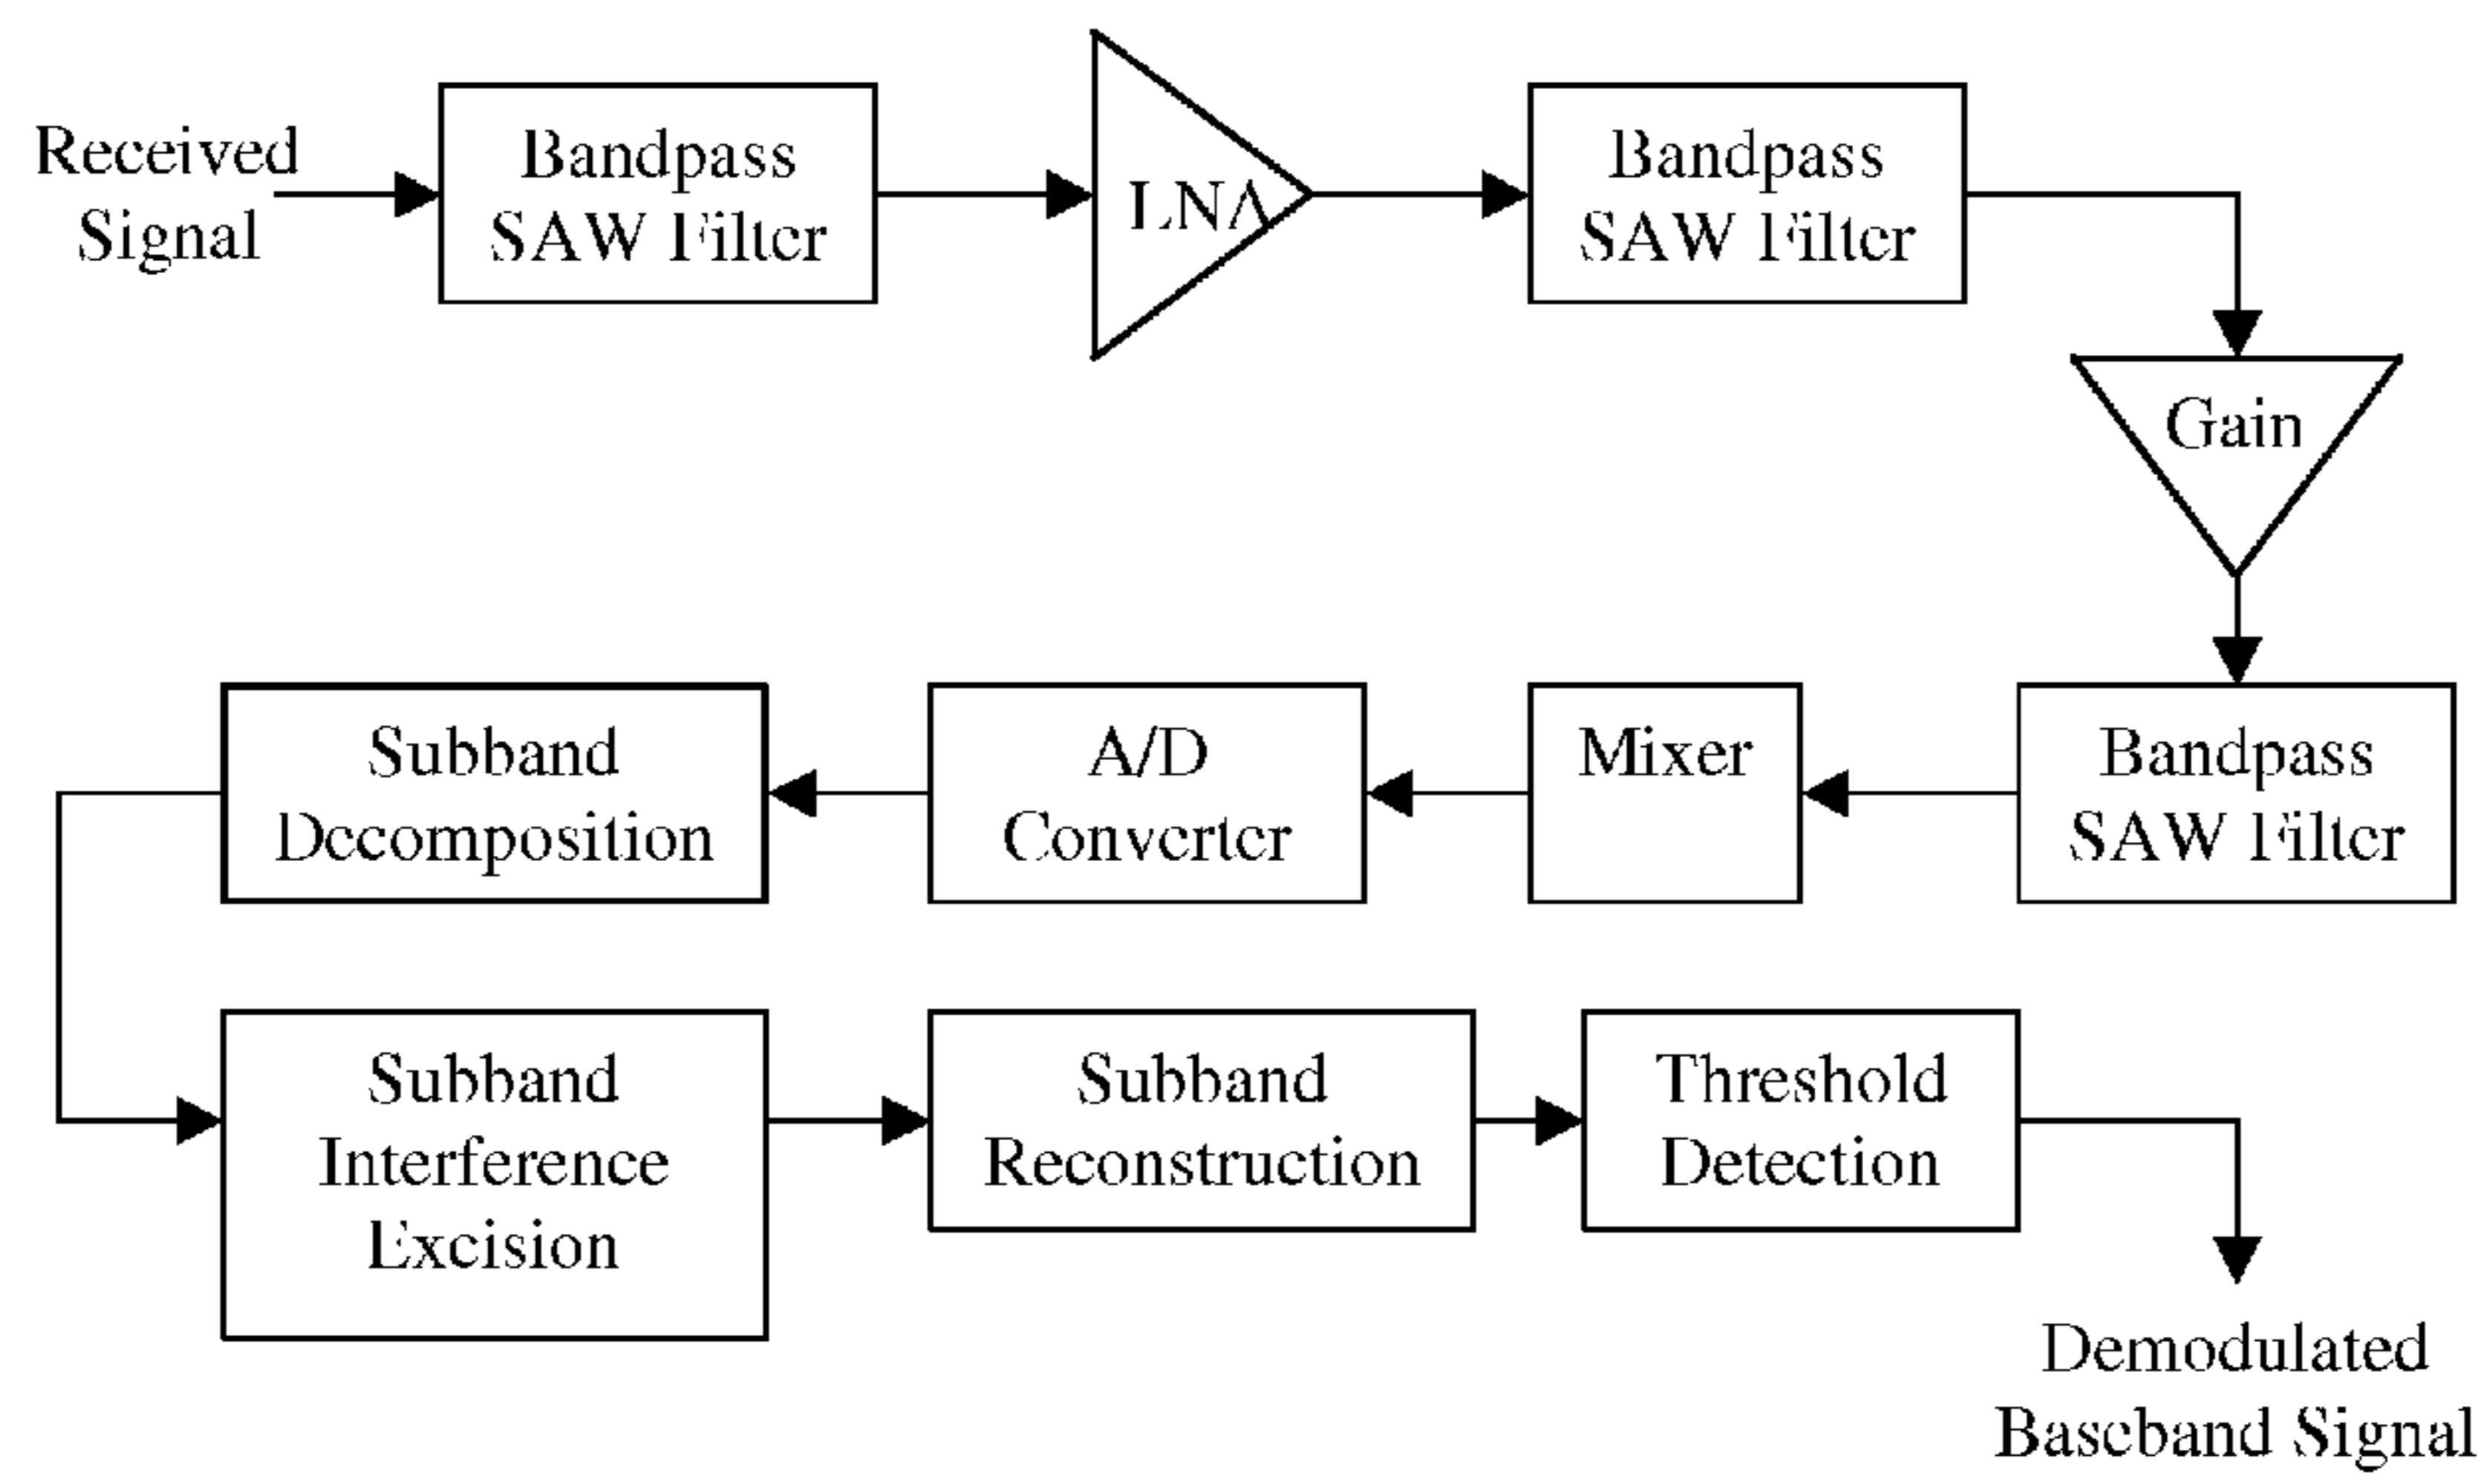 Received
Signal
Bandpass
SAW Filter
LNA
Bandpass
SAW Filter
Gain
Bandpass
SAW Filter
Mixer
A/D
Converter
Subband
Decomposition
Subband
Interference
Excision
Subband
Reconstruction
Threshold
Detection
Demodulated
Baseband Signal